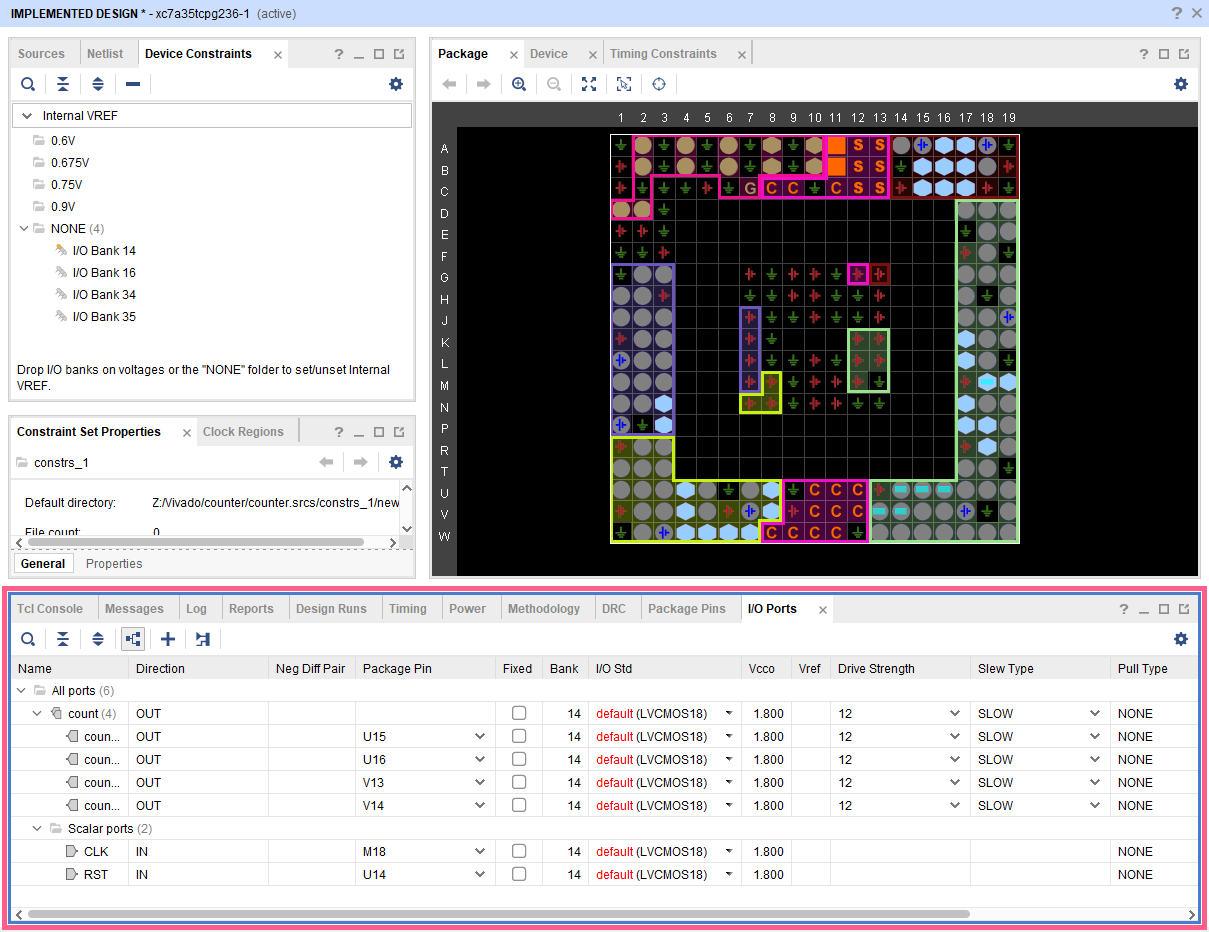 IMPLEMENTED DESIGN * - xc7a35tcpg236-1 (active)
Sources Netlist Device Constraints
Internal VREF
0.6V
0.675V
0.75V
0.9V
NONE (4)
I/O Bank 14
I/O Bank 16
I/O Bank 34
I/O Bank 35
Drop I/O banks on voltages or the "NONE" folder to set/unset Internal
VREF.
Constraint Set Properties Clock Regions
constrs_1
Default directory: Z:/Vivado/counter/counter.srcs/constrs_1/new
File count: 0
General Properties
Package Device Timing Constraints
1 2 3 4 5 6 7 8 9 10 11 12 13 14 15 16 17 18 19
A S S
B S S
C G C C C S S
D
E
F
G
H
J
K
L
M
N
P
R
T
U C C C
V C C C
W C C C C
Tcl Console Messages Log Reports Design Runs Timing Power Methodology DRC Package Pins I/O Ports
Name Direction Neg Diff Pair Package Pin Fixed Bank I/O Std Vcco Vref Drive Strength Slew Type Pull Type
All ports (6)
count (4) OUT 14 default (LVCMOS18) 1.800 12 SLOW NONE
coun... OUT U15 14 default (LVCMOS18) 1.800 12 SLOW NONE
coun... OUT U16 14 default (LVCMOS18) 1.800 12 SLOW NONE
coun... OUT V13 14 default (LVCMOS18) 1.800 12 SLOW NONE
coun... OUT V14 14 default (LVCMOS18) 1.800 12 SLOW NONE
Scalar ports (2)
CLK IN M18 14 default (LVCMOS18) 1.800 NONE
RST IN U14 14 default (LVCMOS18) 1.800 NONE